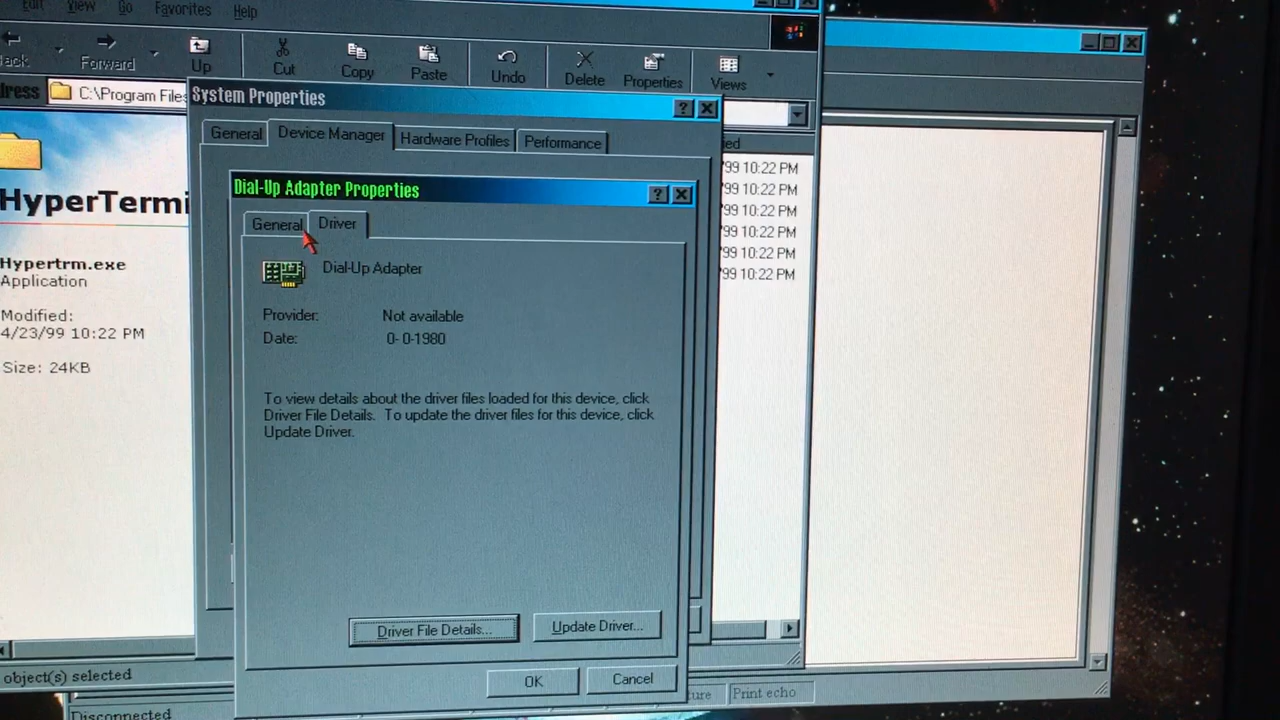 Edit View Go Favorites Help
Back Forward Up Cut Copy Paste Undo Delete Properties Views
C:\Program Files
System Properties
General Device Manager Hardware Profiles Performance
Dial-Up Adapter Properties
General Driver
Dial-Up Adapter
Provider: Not available
Date: 0- 0-1980
To view details about the driver files loaded for this device, click
Driver File Details. To update the driver files for this device, click
Update Driver.
Driver File Details... Update Driver...
OK Cancel
HyperTermi
Hypertrm.exe
Application
Modified:
4/23/99 10:22 PM
Size: 24KB
ied
'99 10:22 PM
'99 10:22 PM
'99 10:22 PM
'99 10:22 PM
'99 10:22 PM
'99 10:22 PM
object(s) selected
Disconnected
ture Print echo